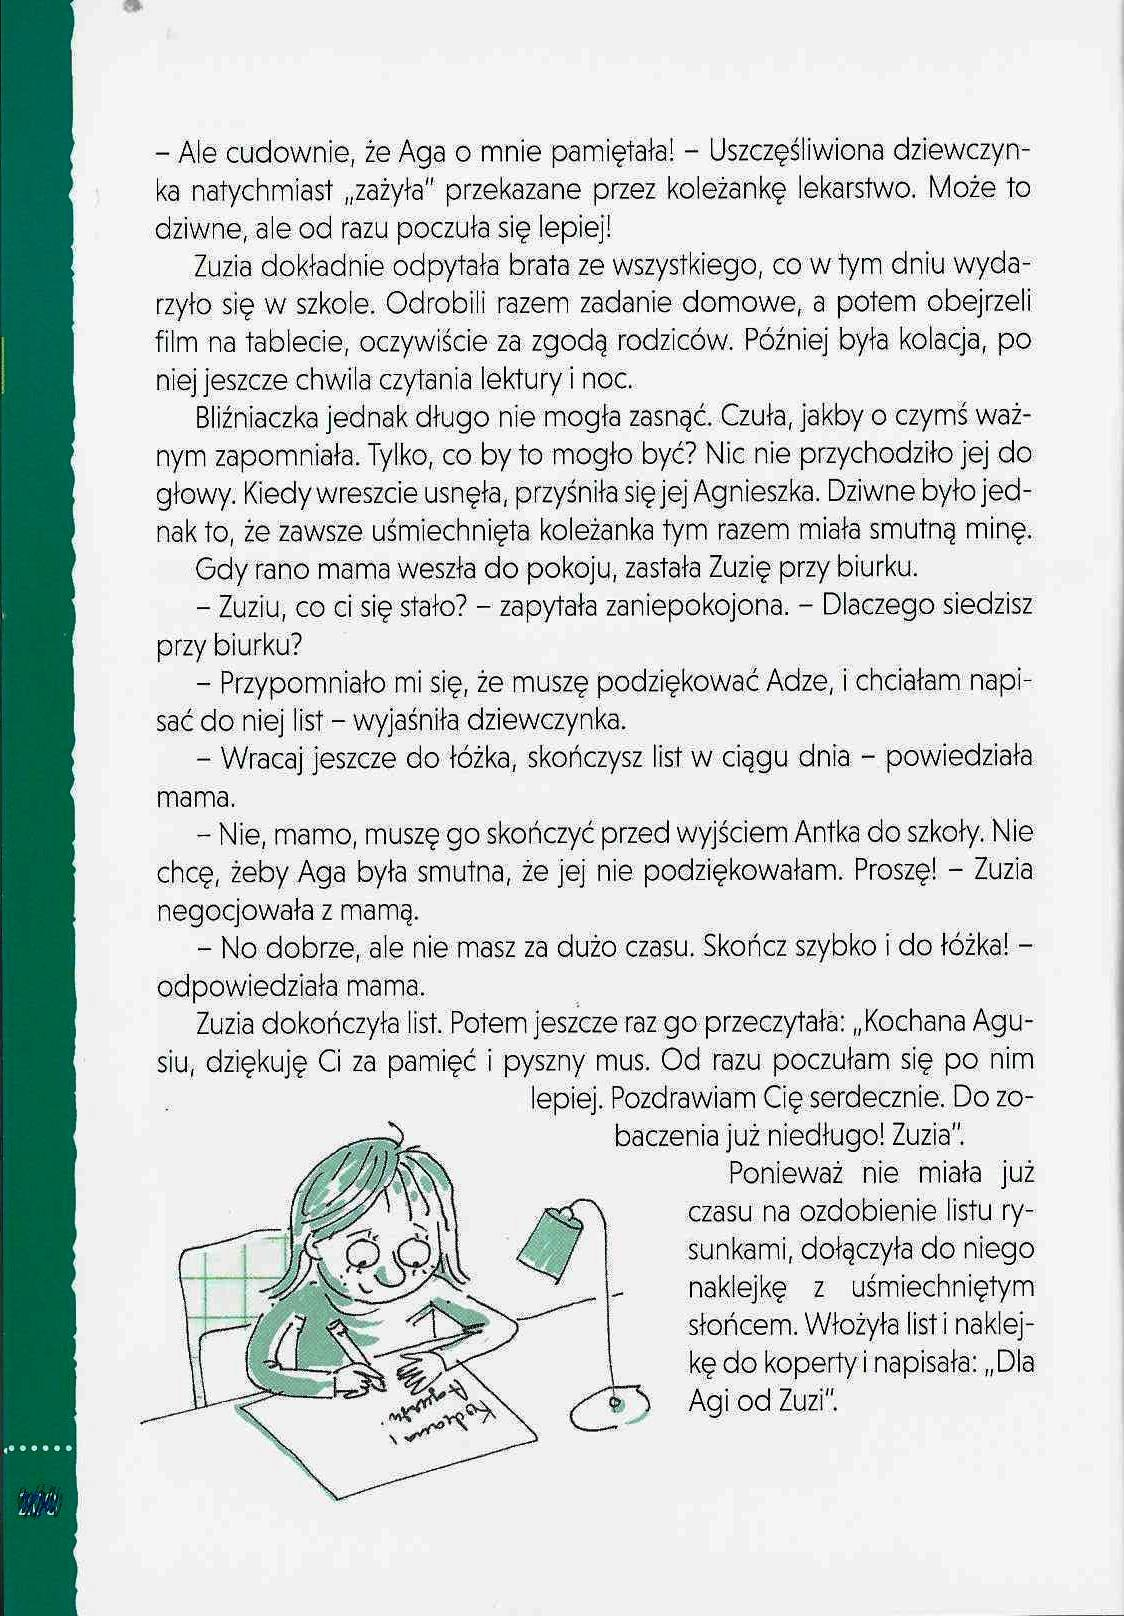 – Ale cudownie, że Aga o mnie pamiętała! – Uszczęśliwiona dziewczyn-
ka natychmiast „zażyła" przekazane przez koleżankę lekarstwo. Może to
dziwne, ale od razu poczuła się lepiej!
Zuzia dokładnie odpytała brata ze wszystkiego, co w tym dniu wyda-
rzyło się w szkole. Odrobili razem zadanie domowe, a potem obejrzeli
film na tablecie, oczywiście za zgodą rodziców. Później była kolacja, po
niej jeszcze chwila czytania lektury i noc.
Bliźniaczka jednak długo nie mogła zasnąć. Czuła, jakby o czymś waż-
nym zapomniała. Tylko, co by to mogło być? Nic nie przychodziło jej do
głowy. Kiedy wreszcie usnęła, przyśniła się jej Agnieszka. Dziwne było jed-
nak to, że zawsze uśmiechnięta koleżanka tym razem miała smutną minę.
Gdy rano mama weszła do pokoju, zastała Zuzię przy biurku.
– Zuziu, co ci się stało? – zapytała zaniepokojona. – Dlaczego siedzisz
przy biurku?
– Przypomniało mi się, że muszę podziękować Adze, i chciałam napi-
sać do niej list – wyjaśniła dziewczynka.
– Wracaj jeszcze do łóżka, skończysz list w ciągu dnia – powiedziała
mama.
– Nie, mamo, muszę go skończyć przed wyjściem Antka do szkoły. Nie
chcę, żeby Aga była smutna, że jej nie podziękowałam. Proszę! – Zuzia
negocjowała z mamą.
– No dobrze, ale nie masz za dużo czasu. Skończ szybko i do łóżka! –
odpowiedziała mama.
Zuzia dokończyła list. Potem jeszcze raz go przeczytała: „Kochana Agu-
siu, dziękuję Ci za pamięć i pyszny mus. Od razu poczułam się po nim
lepiej. Pozdrawiam Cię serdecznie. Do zo-
baczenia już niedługo! Zuzia".
Ponieważ nie miała już
czasu na ozdobienie listu ry-
sunkami, dołączyła do niego
naklejkę z uśmiechniętym
słońcem. Włożyła list i naklej-
kę do koperty i napisała: „Dla
Agi od Zuzi".
Kochana